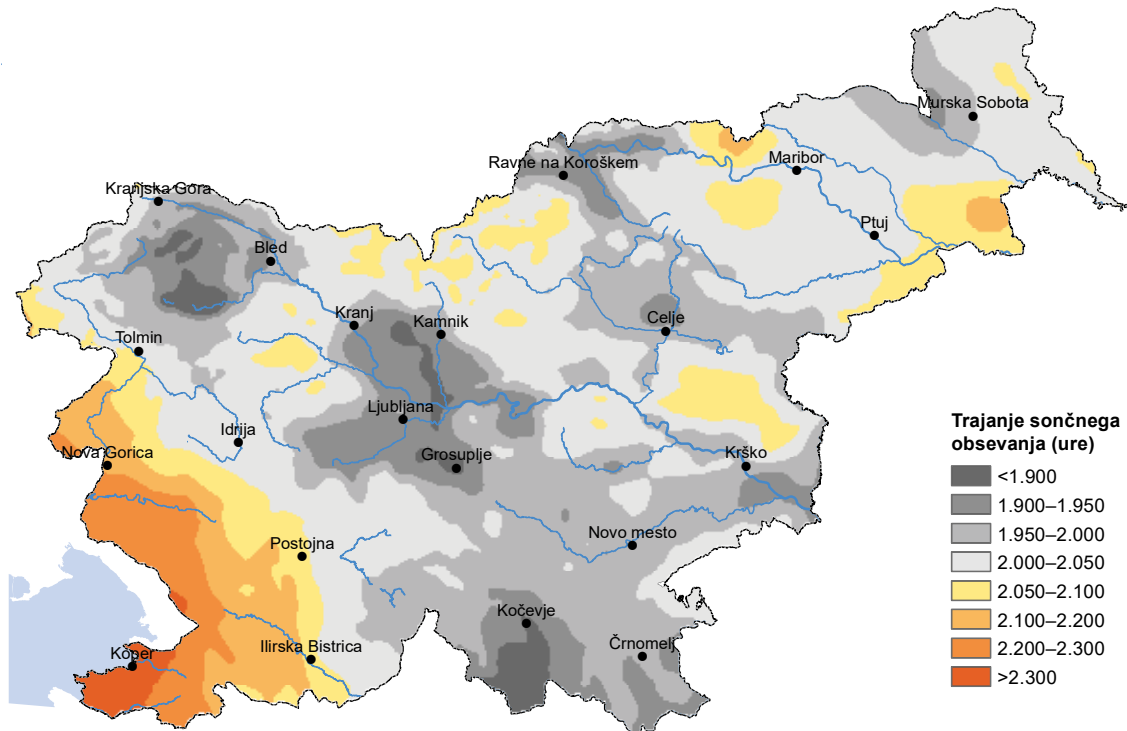 Murska Sobota
Maribor
Ravne na Koroškem
Kranjska Gora
Ptuj
Bled
Kranj
Kamnik
Celje
Tolmin
Ljubljana
Idrija
Grosuplje
Nova Gorica
Krško
Novo mesto
Postojna
Kočevje
Ilirska Bistrica
Črnomelj
Koper
Trajanje sončnega
obsevanja (ure)
<1.900
1.900–1.950
1.950–2.000
2.000–2.050
2.050–2.100
2.100–2.200
2.200–2.300
>2.300